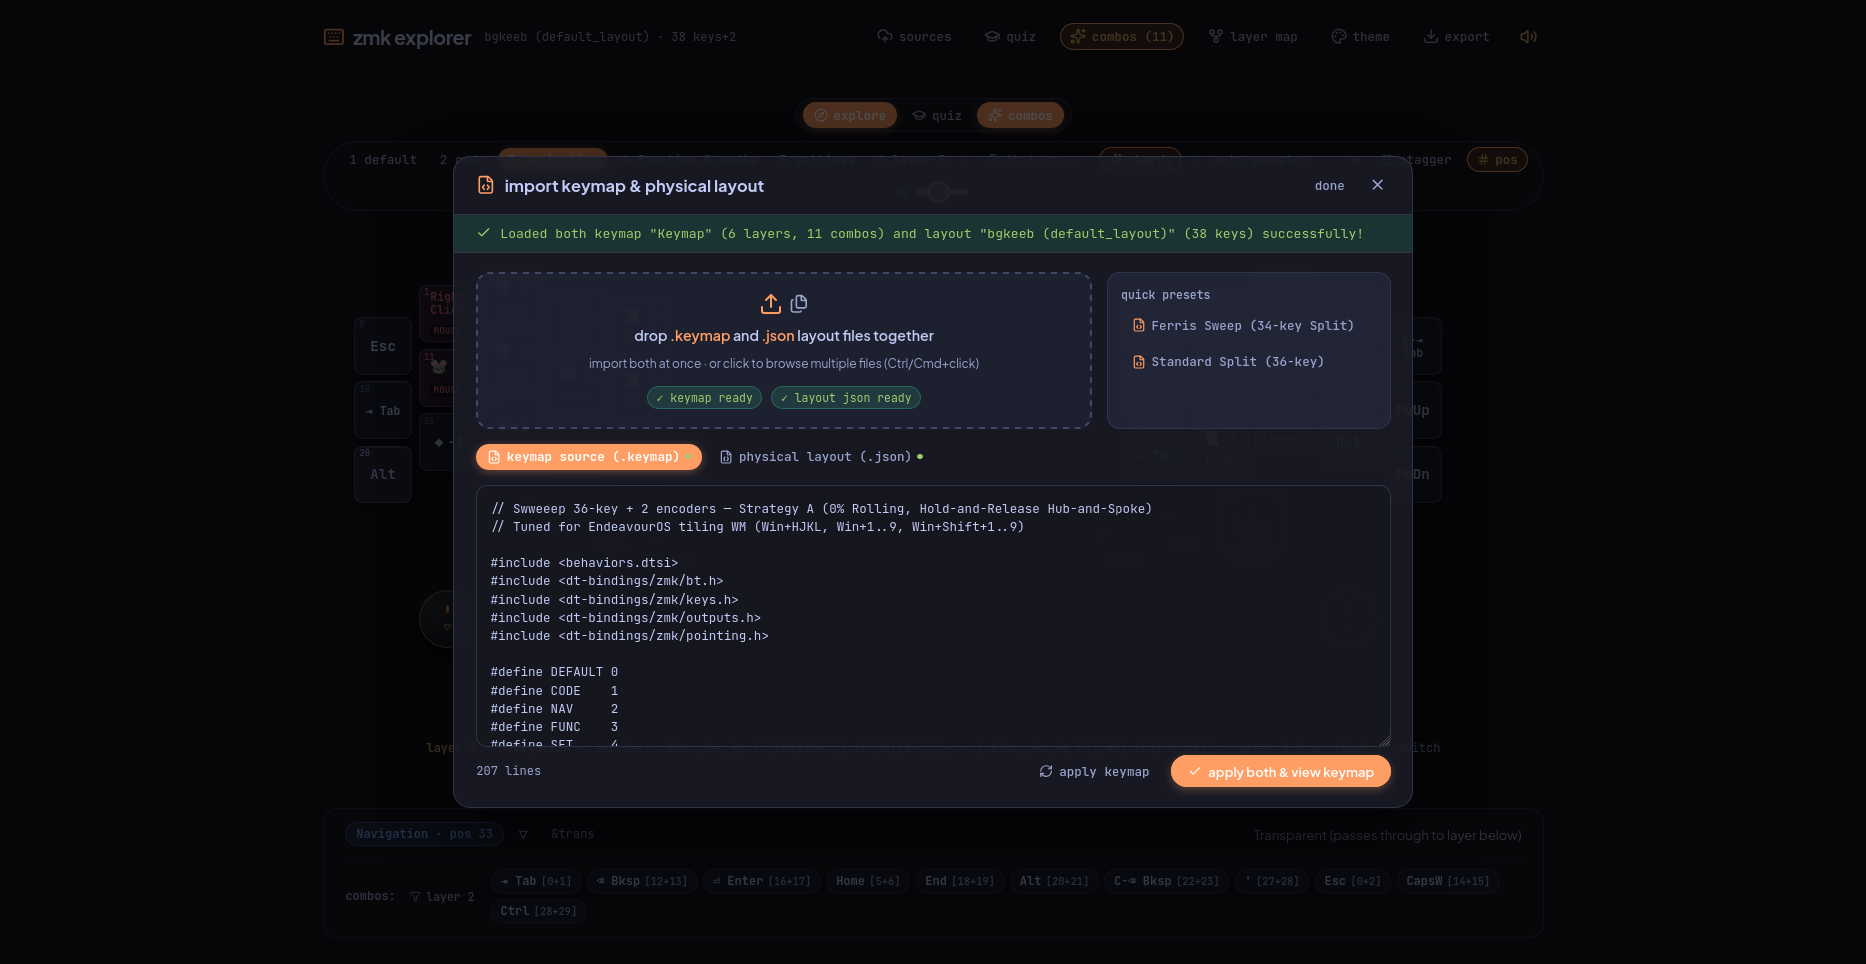 zmk explorer bgkeeb (default_layout) · 38 keys+2 sources quiz combos (11) layer map theme export
explore quiz combos
1 default 2 stagger # pos
import keymap & physical layout done
✓ Loaded both keymap "Keymap" (6 layers, 11 combos) and layout "bgkeeb (default_layout)" (38 keys) successfully!
drop .keymap and .json layout files together
import both at once · or click to browse multiple files (Ctrl/Cmd+click)
✓ keymap ready ✓ layout json ready
quick presets
Ferris Sweep (34-key Split)
Standard Split (36-key)
0
Esc
10
⇥ Tab
20
Alt
1
11
21
keymap source (.keymap) physical layout (.json)
// Swweeep 36-key + 2 encoders — Strategy A (0% Rolling, Hold-and-Release Hub-and-Spoke)
// Tuned for EndeavourOS tiling WM (Win+HJKL, Win+1..9, Win+Shift+1..9)
#include <behaviors.dtsi>
#include <dt-bindings/zmk/bt.h>
#include <dt-bindings/zmk/keys.h>
#include <dt-bindings/zmk/outputs.h>
#include <dt-bindings/zmk/pointing.h>
#define DEFAULT 0
#define CODE 1
#define NAV 2
#define FUNC 3
#define SET 4
207 lines apply keymap ✓ apply both & view keymap
Navigation · pos 33 ▽ &trans Transparent (passes through to layer below)
combos: layer 2 ⇥ Tab [0+1] ⌫ Bksp [12+13] ⏎ Enter [16+17] Home [5+6] End [18+19] Alt [20+21] C-⌫ Bksp [22+23] ' [27+28] Esc [0+2] CapsW [14+15]
Ctrl [28+29]